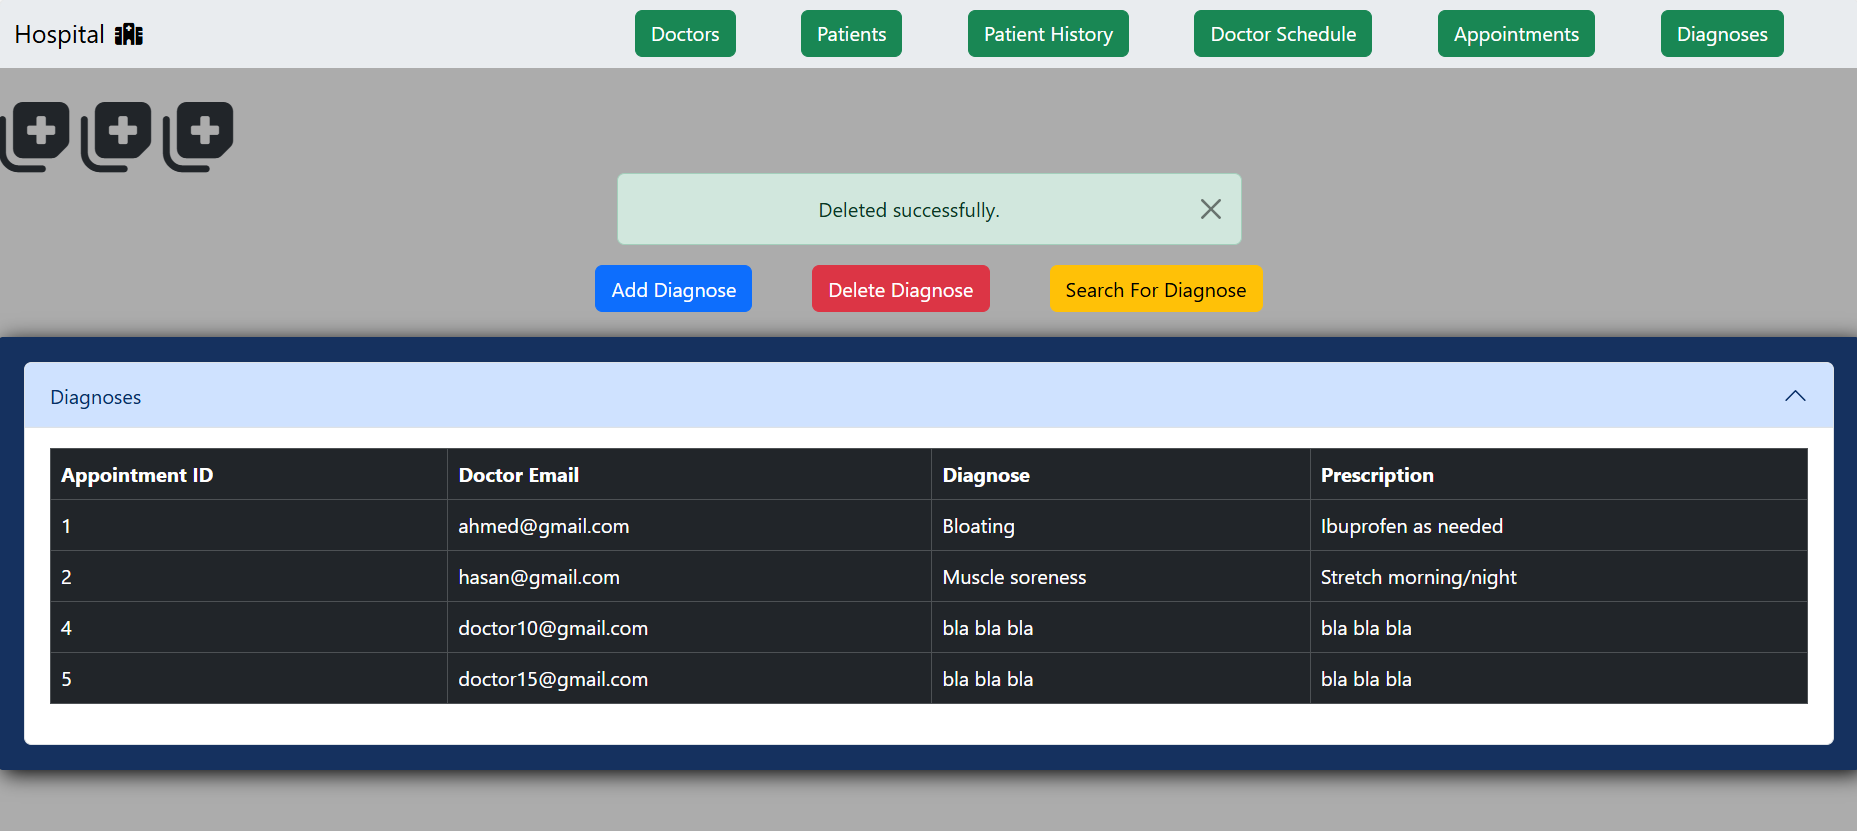 Hospital Doctors Patients Patient History Doctor Schedule Appointments Diagnoses
Deleted successfully.
Add Diagnose Delete Diagnose Search For Diagnose
Diagnoses
Appointment ID Doctor Email Diagnose Prescription
1 ahmed@gmail.com Bloating Ibuprofen as needed
2 hasan@gmail.com Muscle soreness Stretch morning/night
4 doctor10@gmail.com bla bla bla bla bla bla
5 doctor15@gmail.com bla bla bla bla bla bla